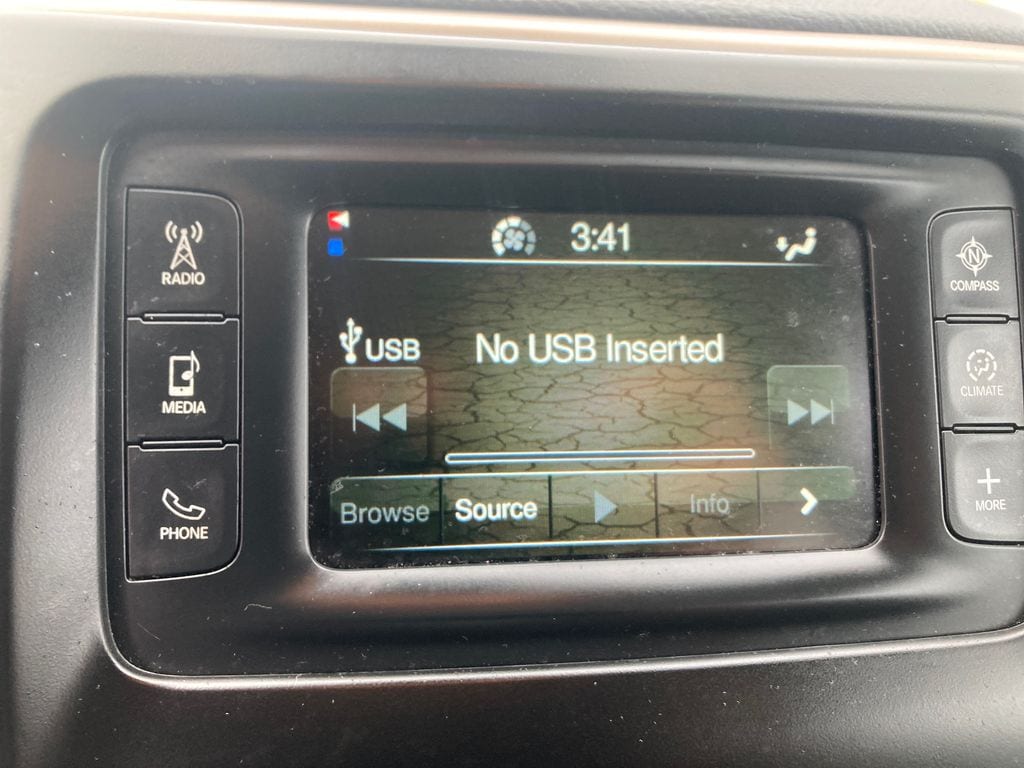 RADIO
MEDIA
PHONE
3:41
USB
No USB Inserted
Browse
Source
Info
N
COMPASS
CLIMATE
MORE